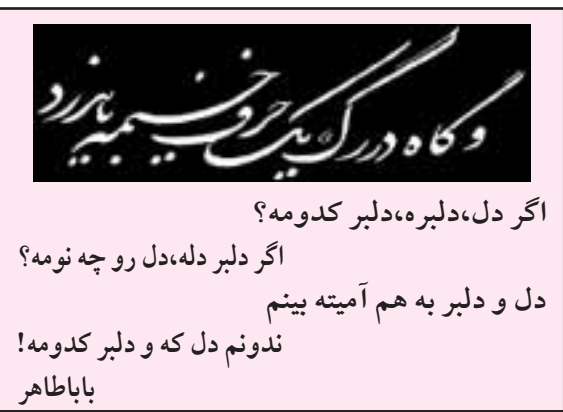 و گاه در رگ یک حرف خیمه باید زد
اگر دل،دلبره،دلبر کدومه؟
اگر دلبر دله،دل رو چه نومه؟
دل و دلبر به هم آمیته بینم
ندونم دل که و دلبر کدومه!
باباطاهر